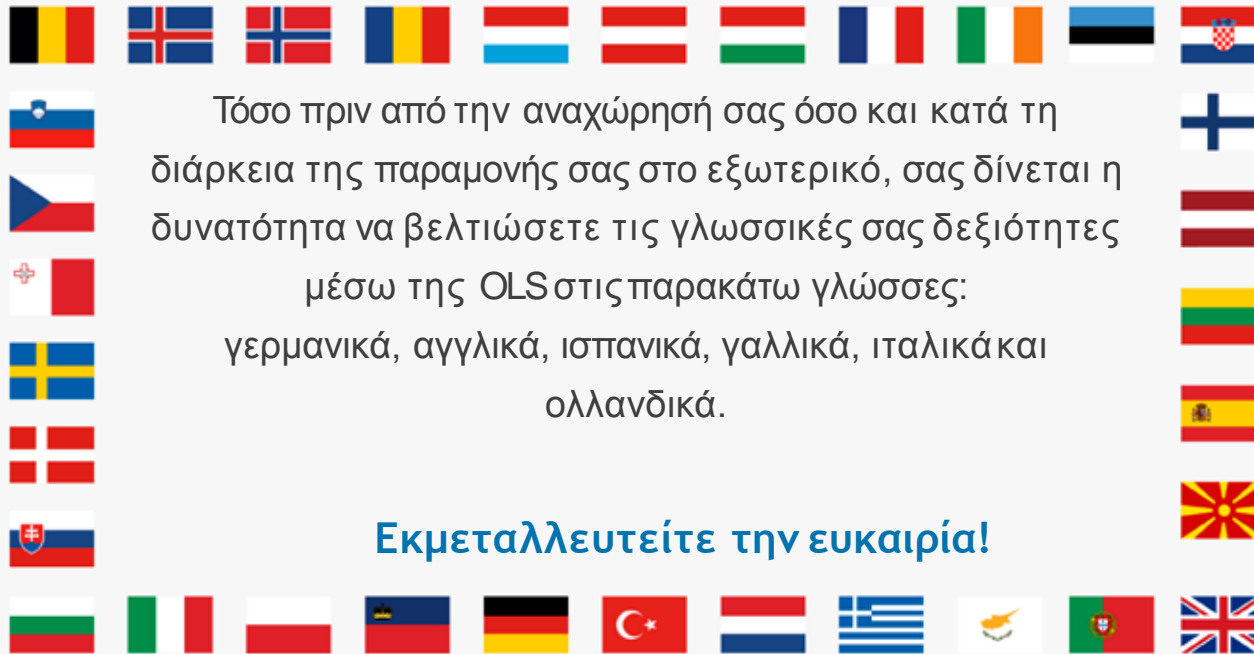 Τόσο πριν από την αναχώρησή σας όσο και κατά τη
διάρκεια της παραμονής σας στο εξωτερικό, σας δίνεται η
δυνατότητα να βελτιώσετε τις γλωσσικές σας δεξιότητες
μέσω της OLS στις παρακάτω γλώσσες:
γερμανικά, αγγλικά, ισπανικά, γαλλικά, ιταλικά και
ολλανδικά.
Εκμεταλλευτείτε την ευκαιρία!